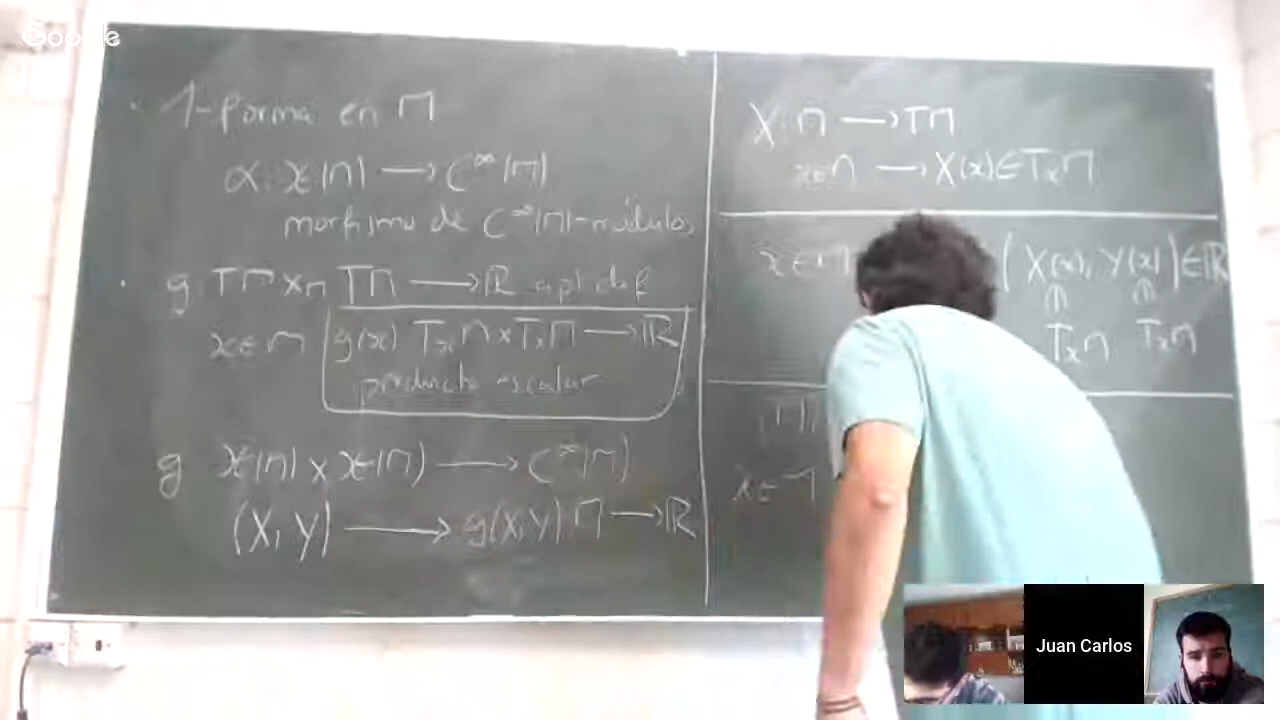 Google
· 1-forma en M
α: 𝔛(M) → C^∞(M)
morfismo de C^∞(M)-módulos
· g: TM ×_M TM → ℝ apl. dif
x ∈ M g(x): T_xM × T_xM → ℝ
producto escalar
g: 𝔛(M) × 𝔛(M) → C^∞(M)
(X, Y) → g(X,Y): M → ℝ
X: M → TM
x ∈ M → X(x) ∈ T_xM
x ∈ M (X(x), Y(x)) ∈ ℝ
T_xM T_xM
x ∈ M
Juan Carlos